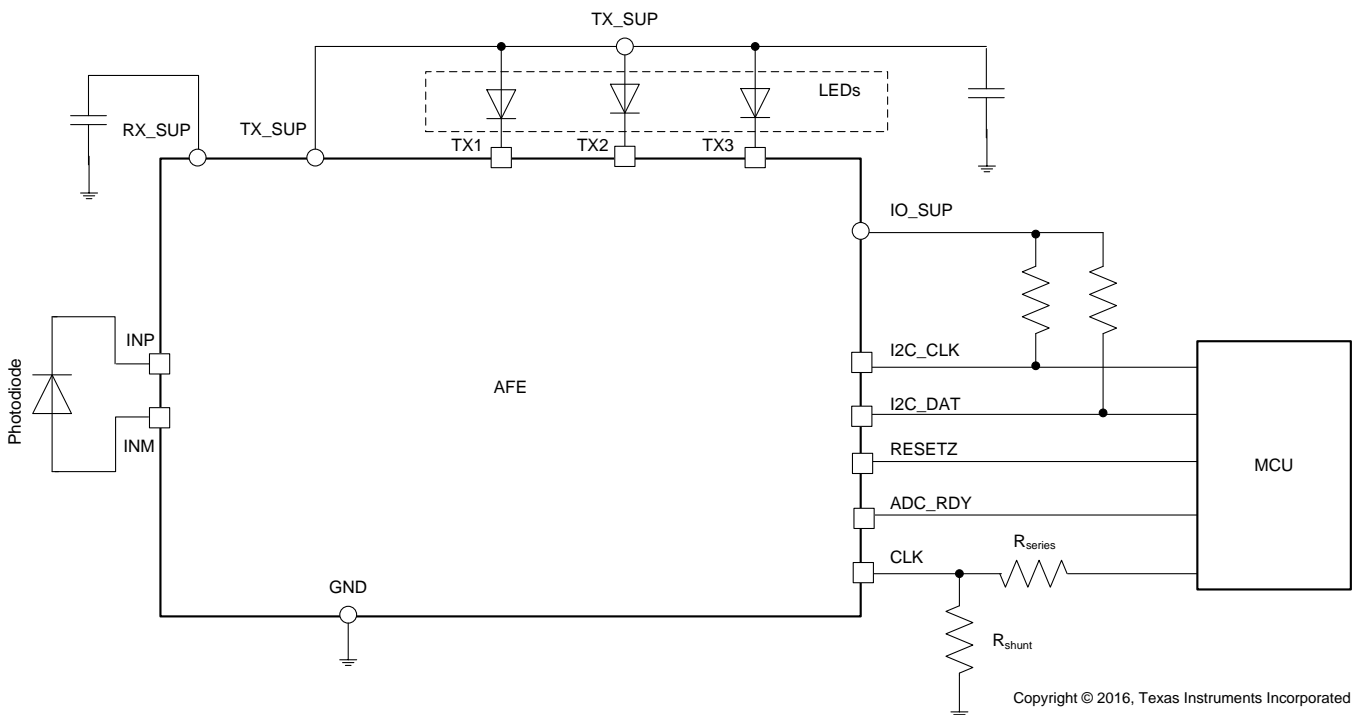 TX_SUP
LEDs
RX_SUP
TX_SUP
TX1
TX2
TX3
IO_SUP
Photodiode
INP
INM
AFE
I2C_CLK
I2C_DAT
RESETZ
ADC_RDY
CLK
MCU
Rseries
Rshunt
GND
Copyright © 2016, Texas Instruments Incorporated